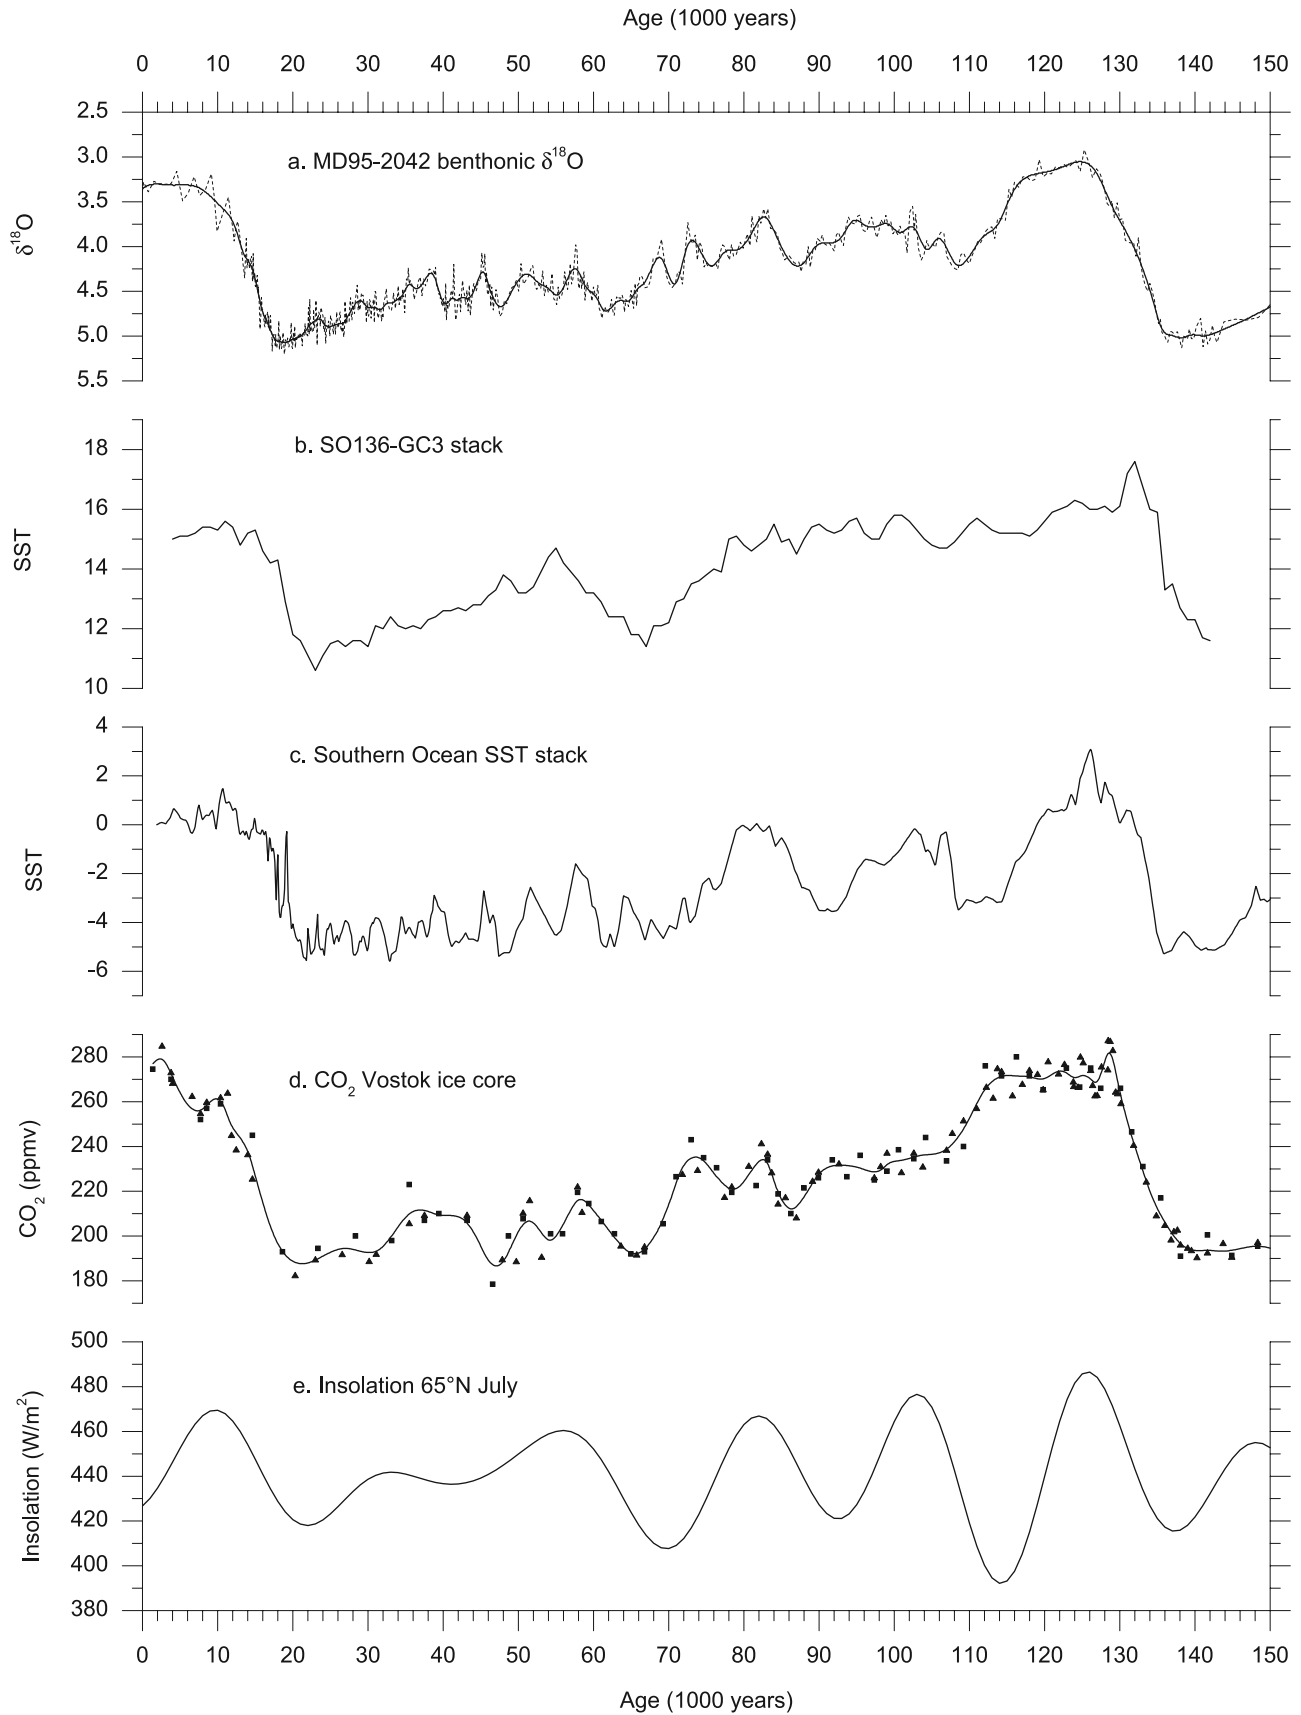 Age (1000 years)
0 10 20 30 40 50 60 70 80 90 100 110 120 130 140 150
2.5
3.0
3.5
4.0
4.5
5.0
5.5
δ¹⁸O
a. MD95-2042 benthonic δ¹⁸O
18
16
14
12
10
SST
b. SO136-GC3 stack
4
2
0
-2
-4
-6
SST
c. Southern Ocean SST stack
280
260
240
220
200
180
CO₂ (ppmv)
d. CO₂ Vostok ice core
500
480
460
440
420
400
380
Insolation (W/m²)
e. Insolation 65°N July
0 10 20 30 40 50 60 70 80 90 100 110 120 130 140 150
Age (1000 years)